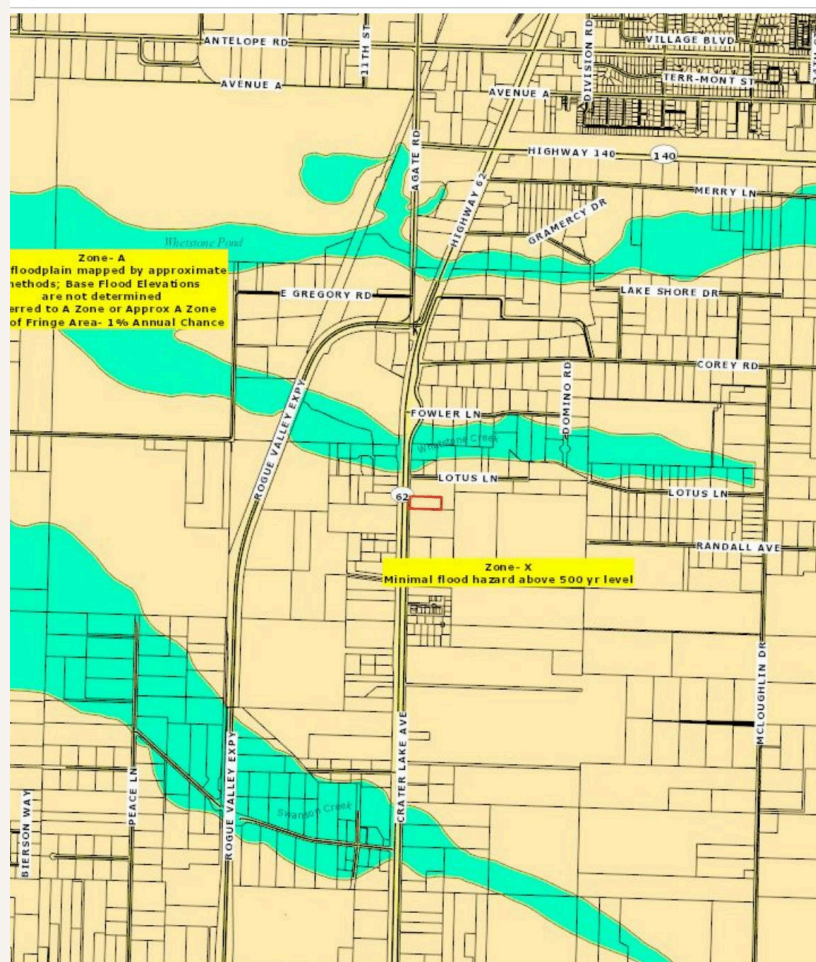 VILLAGE BLVD
ANTELOPE RD
11TH ST
DIVISION RD
TERR-MONT ST
AVENUE A
AVENUE A
AGATE RD
HIGHWAY 140
140
HIGHWAY 62
MERRY LN
GRAMERCY DR
Whetstone Pond
Zone- A
floodplain mapped by approximate
methods; Base Flood Elevations
are not determined
erred to A Zone or Approx A Zone
of Fringe Area- 1% Annual Chance
E GREGORY RD
LAKE SHORE DR
COREY RD
DOMINO RD
ROGUE VALLEY EXPY
FOWLER LN
Whetstone Creek
LOTUS LN
LOTUS LN
62
RANDALL AVE
Zone- X
Minimal flood hazard above 500 yr level
MCLOUGHLIN DR
CRATER LAKE AVE
PEACE LN
ROGUE VALLEY EXPY
BIERSON WAY
Swanson Creek